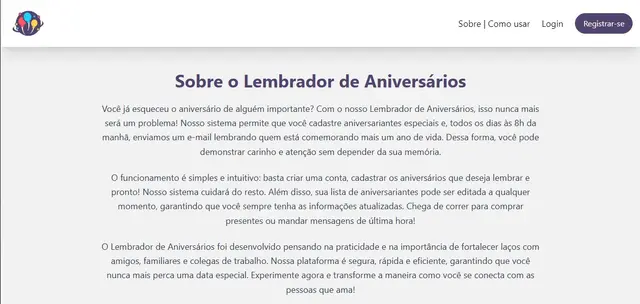 Sobre | Como usar Login Registrar-se
Sobre o Lembrador de Aniversários
Você já esqueceu o aniversário de alguém importante? Com o nosso Lembrador de Aniversários, isso nunca mais
será um problema! Nosso sistema permite que você cadastre aniversariantes especiais e, todos os dias às 8h da
manhã, enviamos um e-mail lembrando quem está comemorando mais um ano de vida. Dessa forma, você pode
demonstrar carinho e atenção sem depender da sua memória.
O funcionamento é simples e intuitivo: basta criar uma conta, cadastrar os aniversários que deseja lembrar e
pronto! Nosso sistema cuidará do resto. Além disso, sua lista de aniversariantes pode ser editada a qualquer
momento, garantindo que você sempre tenha as informações atualizadas. Chega de correr para comprar
presentes ou mandar mensagens de última hora!
O Lembrador de Aniversários foi desenvolvido pensando na praticidade e na importância de fortalecer laços com
amigos, familiares e colegas de trabalho. Nossa plataforma é segura, rápida e eficiente, garantindo que você
nunca mais perca uma data especial. Experimente agora e transforme a maneira como você se conecta com as
pessoas que ama!